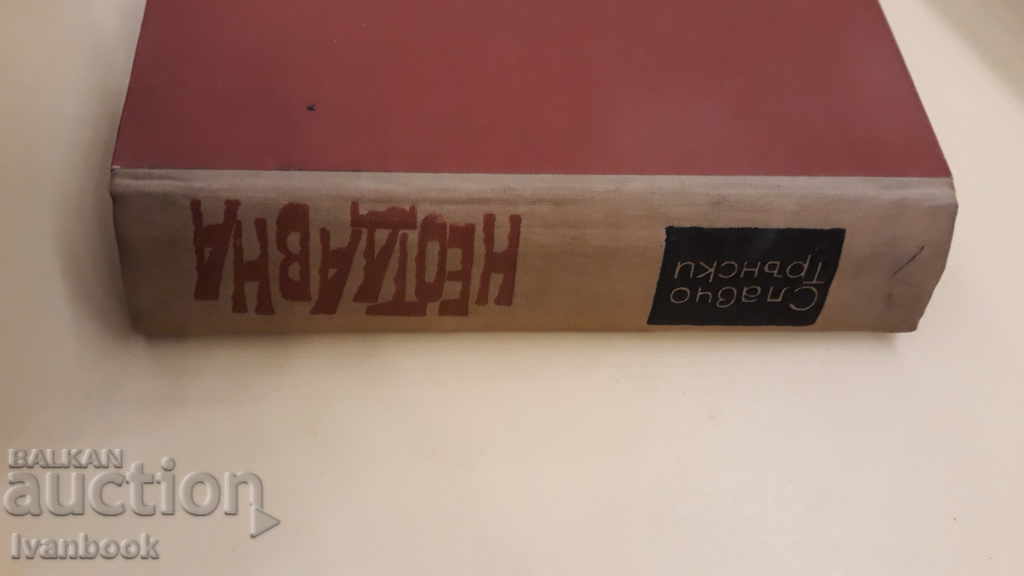 Славчо
Трънски
НЕОТДАВНА
BALKAN
auction
Ivanbook